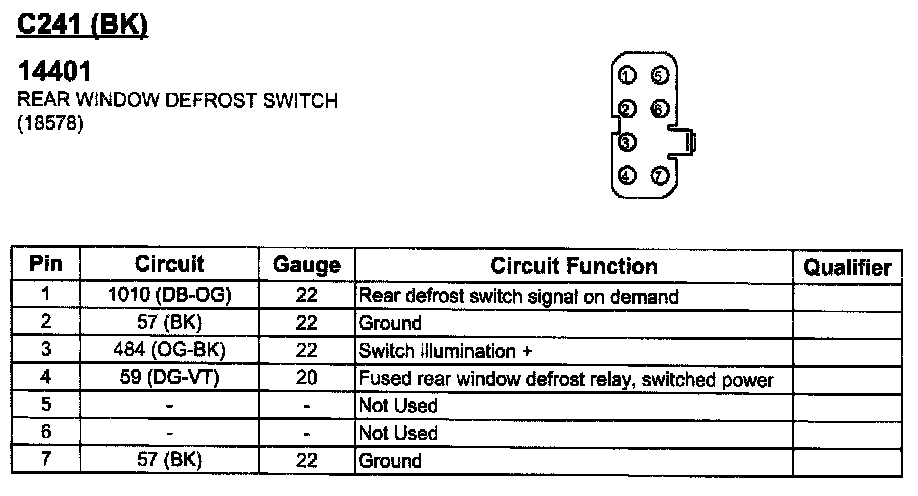 C241 (BK)
14401
REAR WINDOW DEFROST SWITCH
(18578)
1 5
2 6
3
4 7
Pin Circuit Gauge Circuit Function Qualifier
1 1010 (DB-OG) 22 Rear defrost switch signal on demand
2 57 (BK) 22 Ground
3 484 (OG-BK) 22 Switch illumination +
4 59 (DG-VT) 20 Fused rear window defrost relay, switched power
5 - - Not Used
6 - - Not Used
7 57 (BK) 22 Ground